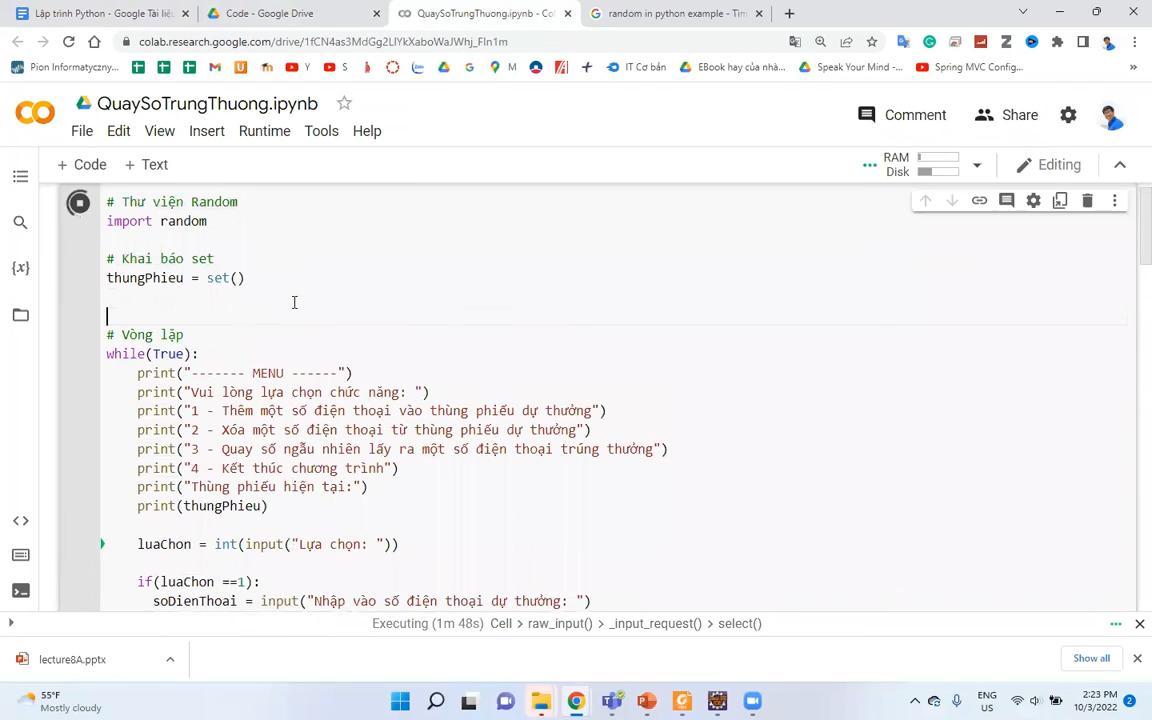 Lập trình Python - Google Tài liệu
Code - Google Drive
QuaySoTrungThuong.ipynb - Col
random in python example - Tìm
colab.research.google.com/drive/1fCN4as3MdGg2LlYkXaboWaJWhj_Fln1m
Pion Informatyczny...
Y
S
M
IT Cơ bản
EBook hay của nhà...
Speak Your Mind -...
Spring MVC Config...
QuaySoTrungThuong.ipynb
Comment
Share
File Edit View Insert Runtime Tools Help
+ Code + Text
RAM
Disk
Editing
# Thư viện Random
import random
# Khai báo set
thungPhieu = set()
# Vòng lặp
while(True):
print("------- MENU ------")
print("Vui lòng lựa chọn chức năng: ")
print("1 - Thêm một số điện thoại vào thùng phiếu dự thưởng")
print("2 - Xóa một số điện thoại từ thùng phiếu dự thưởng")
print("3 - Quay số ngẫu nhiên lấy ra một số điện thoại trúng thưởng")
print("4 - Kết thúc chương trình")
print("Thùng phiếu hiện tại:")
print(thungPhieu)
luaChon = int(input("Lựa chọn: "))
if(luaChon ==1):
soDienThoai = input("Nhập vào số điện thoại dự thưởng: ")
Executing (1m 48s) Cell > raw_input() > _input_request() > select()
lecture8A.pptx
Show all
55°F
Mostly cloudy
ENG
US
2:23 PM
10/3/2022
2